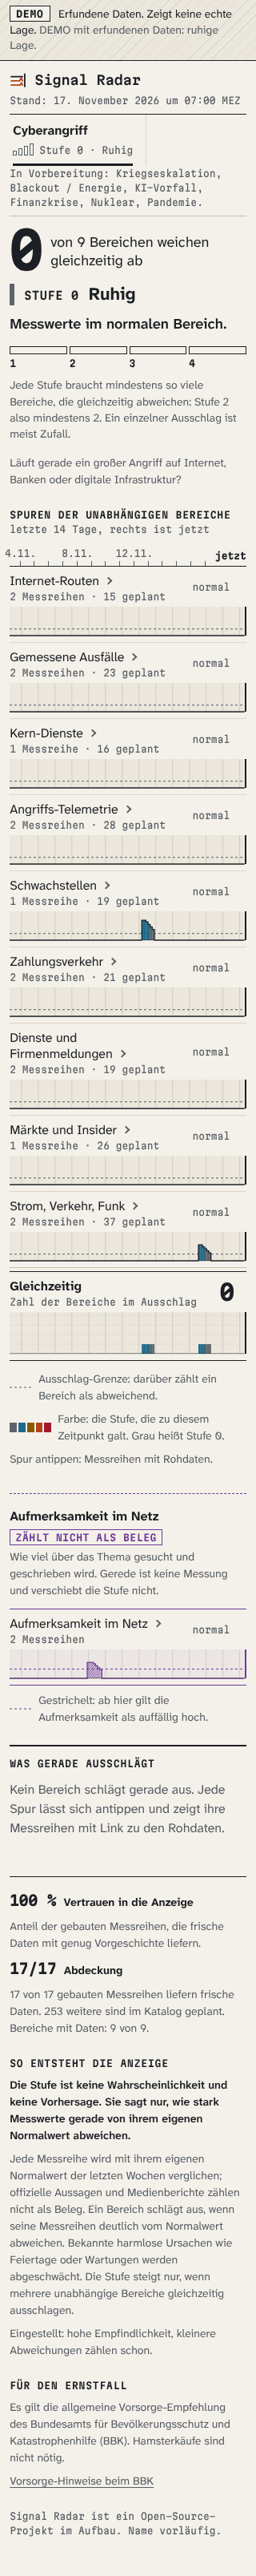 DEMO Erfundene Daten. Zeigt keine echte
Lage. DEMO mit erfundenen Daten: ruhige
Lage.
Signal Radar
Stand: 17. November 2026 um 07:00 MEZ
Cyberangriff
Stufe 0 · Ruhig
In Vorbereitung: Kriegseskalation,
Blackout / Energie, KI-Vorfall,
Finanzkrise, Nuklear, Pandemie.
0 von 9 Bereichen weichen
gleichzeitig ab
STUFE 0 Ruhig
Messwerte im normalen Bereich.
1 2 3 4
Jede Stufe braucht mindestens so viele
Bereiche, die gleichzeitig abweichen: Stufe 2
also mindestens 2. Ein einzelner Ausschlag ist
meist Zufall.
Läuft gerade ein großer Angriff auf Internet,
Banken oder digitale Infrastruktur?
SPUREN DER UNABHÄNGIGEN BEREICHE
letzte 14 Tage, rechts ist jetzt
4.11. 8.11. 12.11. jetzt
Internet-Routen >
normal
2 Messreihen · 15 geplant
Gemessene Ausfälle >
normal
2 Messreihen · 23 geplant
Kern-Dienste >
normal
1 Messreihe · 16 geplant
Angriffs-Telemetrie >
normal
2 Messreihen · 28 geplant
Schwachstellen >
normal
1 Messreihe · 19 geplant
Zahlungsverkehr >
normal
2 Messreihen · 21 geplant
Dienste und
Firmenmeldungen >
normal
2 Messreihen · 19 geplant
Märkte und Insider >
normal
1 Messreihe · 26 geplant
Strom, Verkehr, Funk >
normal
2 Messreihen · 37 geplant
Gleichzeitig
0
Zahl der Bereiche im Ausschlag
Ausschlag-Grenze: darüber zählt ein
Bereich als abweichend.
Farbe: die Stufe, die zu diesem
Zeitpunkt galt. Grau heißt Stufe 0.
Spur antippen: Messreihen mit Rohdaten.
Aufmerksamkeit im Netz
ZÄHLT NICHT ALS BELEG
Wie viel über das Thema gesucht und
geschrieben wird. Gerede ist keine Messung
und verschiebt die Stufe nicht.
Aufmerksamkeit im Netz >
normal
2 Messreihen
Gestrichelt: ab hier gilt die
Aufmerksamkeit als auffällig hoch.
WAS GERADE AUSSCHLÄGT
Kein Bereich schlägt gerade aus. Jede
Spur lässt sich antippen und zeigt ihre
Messreihen mit Link zu den Rohdaten.
100 % Vertrauen in die Anzeige
Anteil der gebauten Messreihen, die frische
Daten mit genug Vorgeschichte liefern.
17/17 Abdeckung
17 von 17 gebauten Messreihen liefern frische
Daten. 253 weitere sind im Katalog geplant.
Bereiche mit Daten: 9 von 9.
SO ENTSTEHT DIE ANZEIGE
Die Stufe ist keine Wahrscheinlichkeit und
keine Vorhersage. Sie sagt nur, wie stark
Messwerte gerade von ihrem eigenen
Normalwert abweichen.
Jede Messreihe wird mit ihrem eigenen
Normalwert der letzten Wochen verglichen;
offizielle Aussagen und Medienberichte zählen
nicht als Beleg. Ein Bereich schlägt aus, wenn
seine Messreihen deutlich vom Normalwert
abweichen. Bekannte harmlose Ursachen wie
Feiertage oder Wartungen werden
abgeschwächt. Die Stufe steigt nur, wenn
mehrere unabhängige Bereiche gleichzeitig
ausschlagen.
Eingestellt: hohe Empfindlichkeit, kleinere
Abweichungen zählen schon.
FÜR DEN ERNSTFALL
Es gilt die allgemeine Vorsorge-Empfehlung
des Bundesamts für Bevölkerungsschutz und
Katastrophenhilfe (BBK). Hamsterkäufe sind
nicht nötig.
Vorsorge-Hinweise beim BBK
Signal Radar ist ein Open-Source-
Projekt im Aufbau. Name vorläufig.